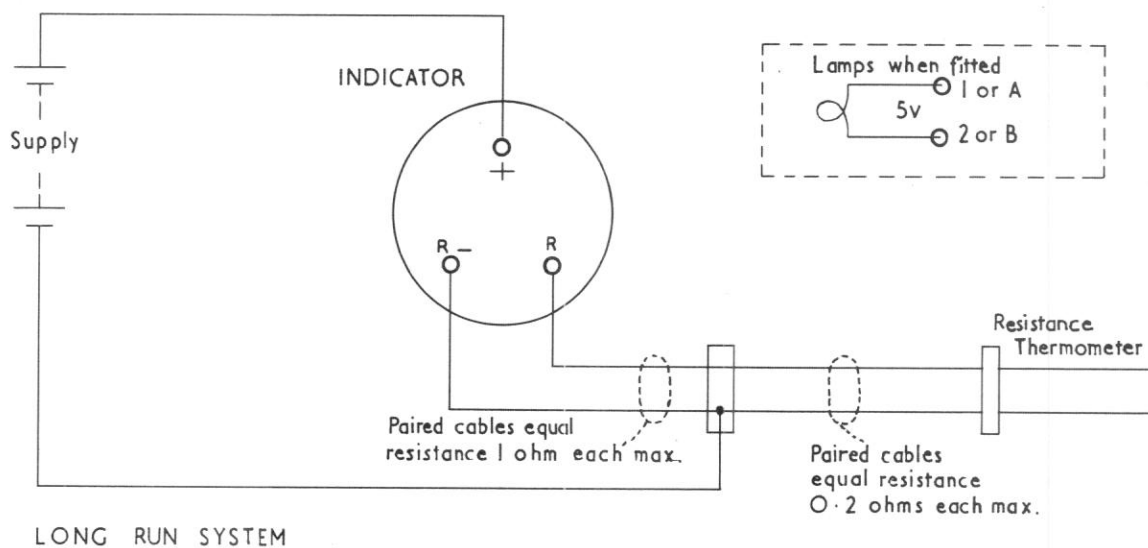 INDICATOR
Supply
+
R –
R
Lamps when fitted
1 or A
5v
2 or B
Resistance
Thermometer
Paired cables equal
resistance 1 ohm each max.
Paired cables
equal resistance
0·2 ohms each max.
LONG RUN SYSTEM